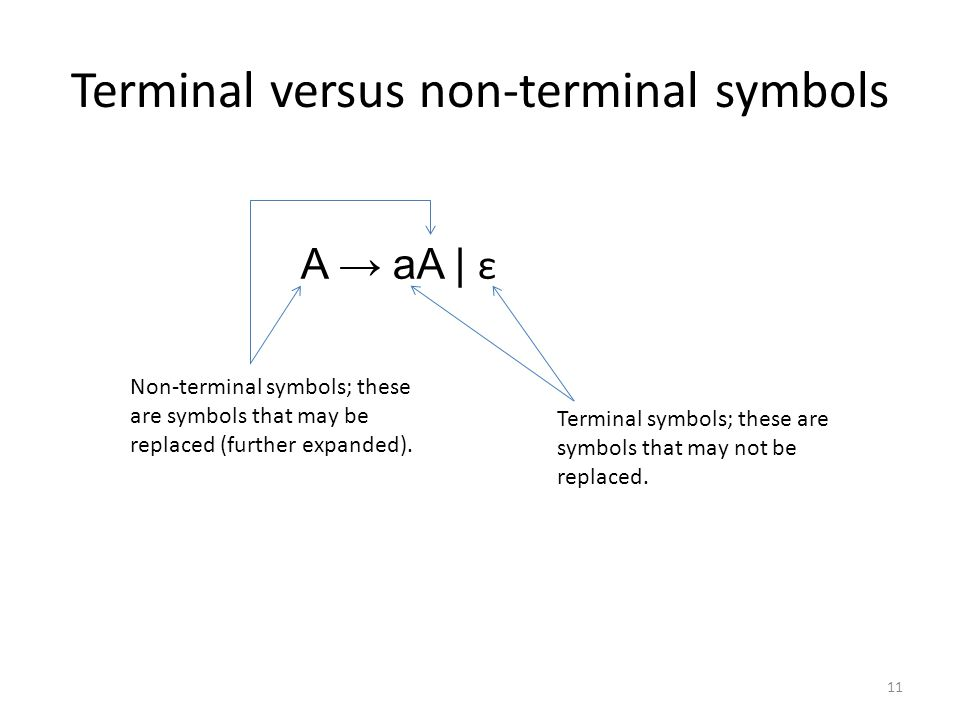 Terminal versus non-terminal symbols
A → aA | ε
Non-terminal symbols; these
are symbols that may be
replaced (further expanded).
Terminal symbols; these are
symbols that may not be
replaced.
11